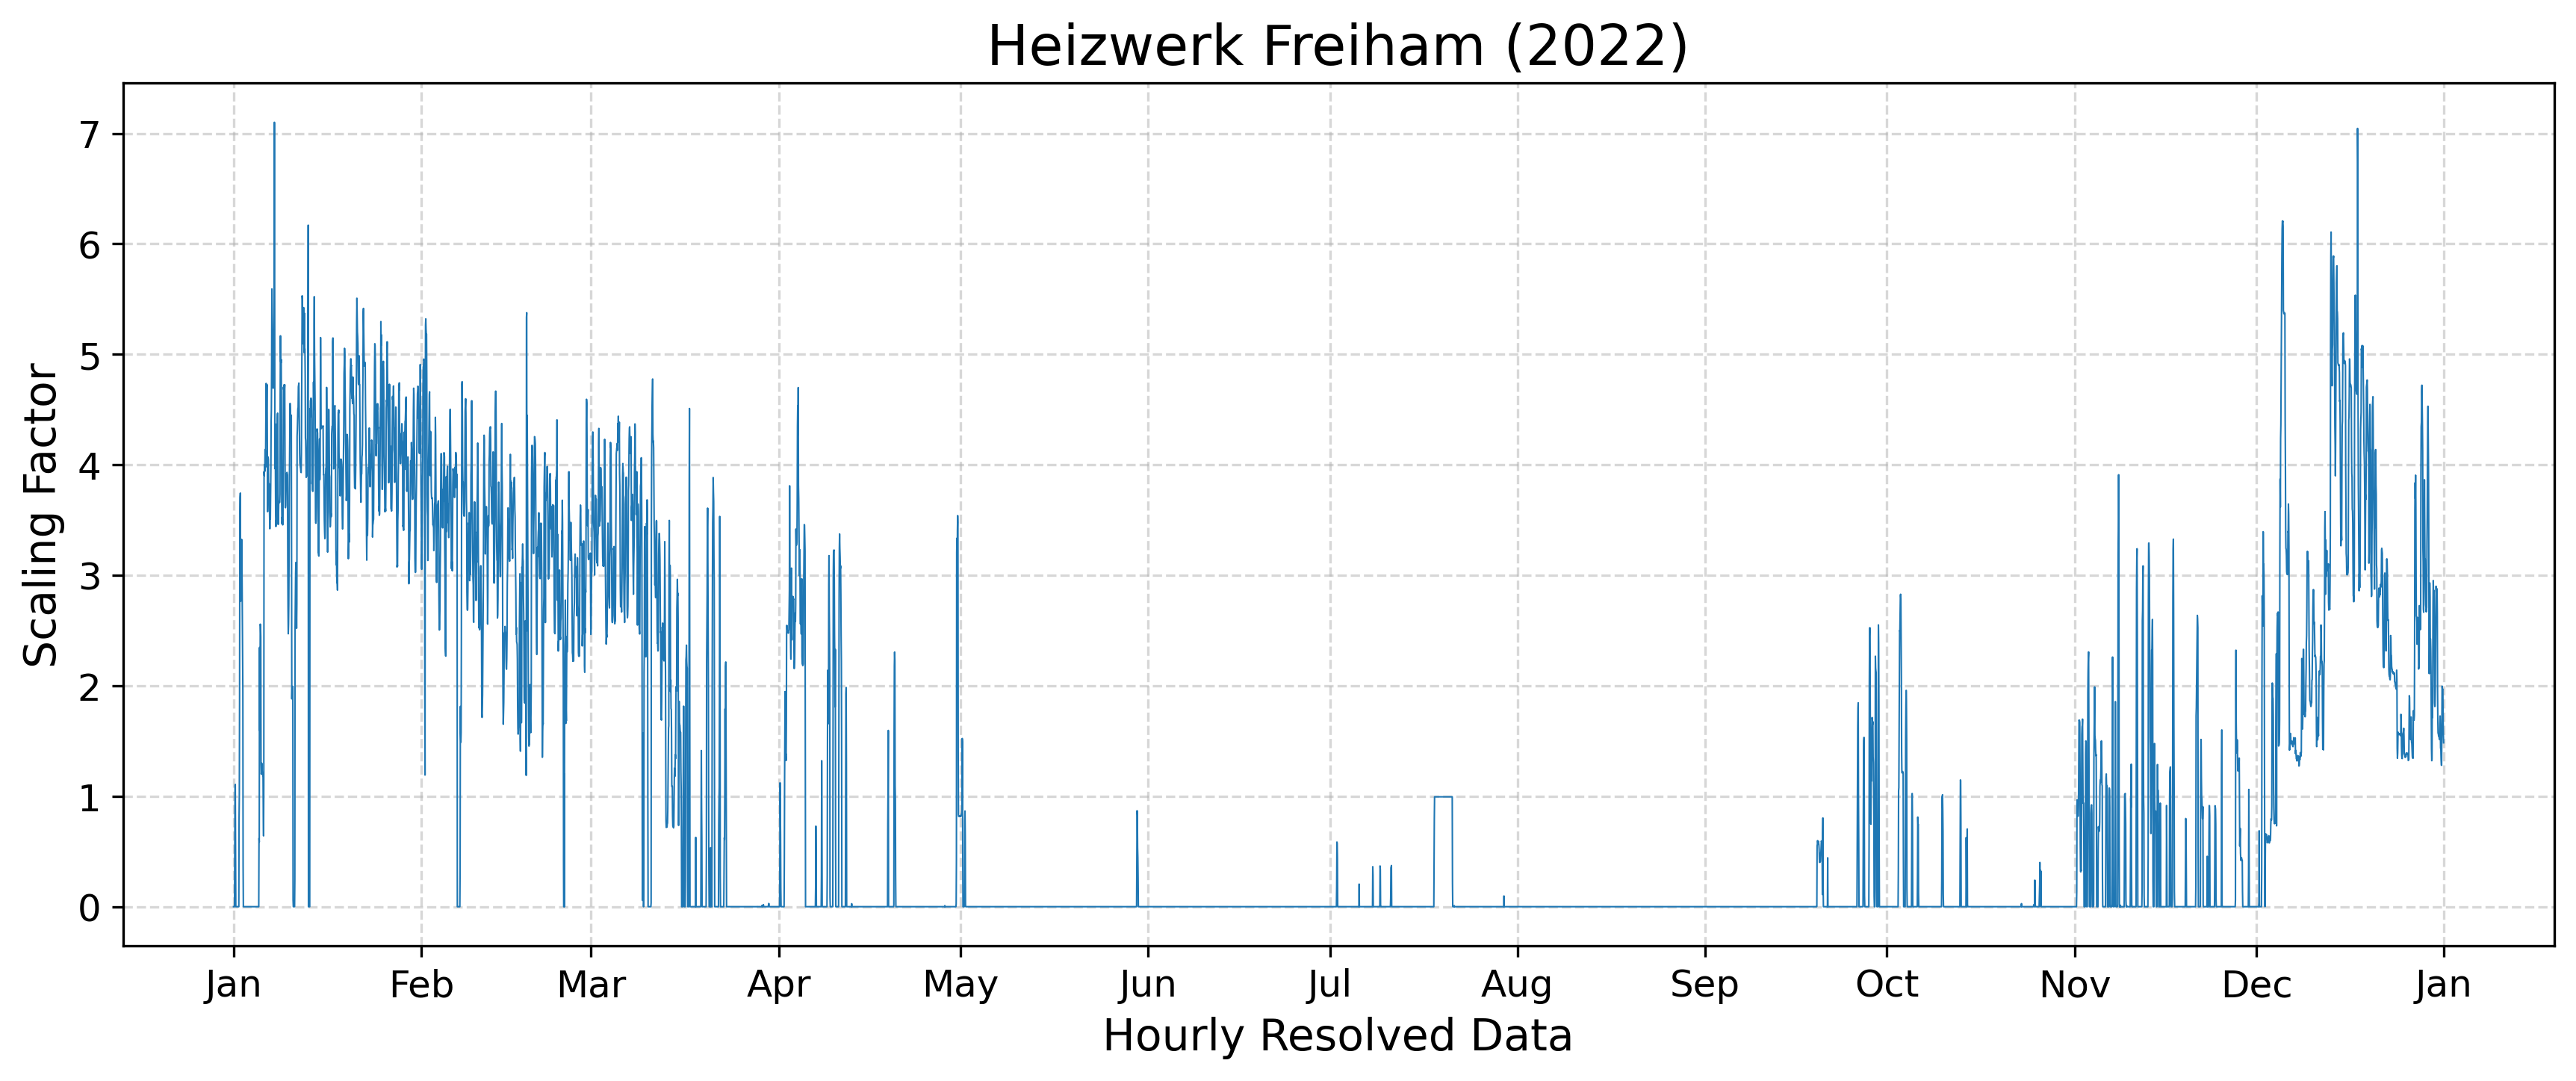 Heizwerk Freiham (2022)
Scaling Factor
7
6
5
4
3
2
1
0
Jan Feb Mar Apr May Jun Jul Aug Sep Oct Nov Dec Jan
Hourly Resolved Data